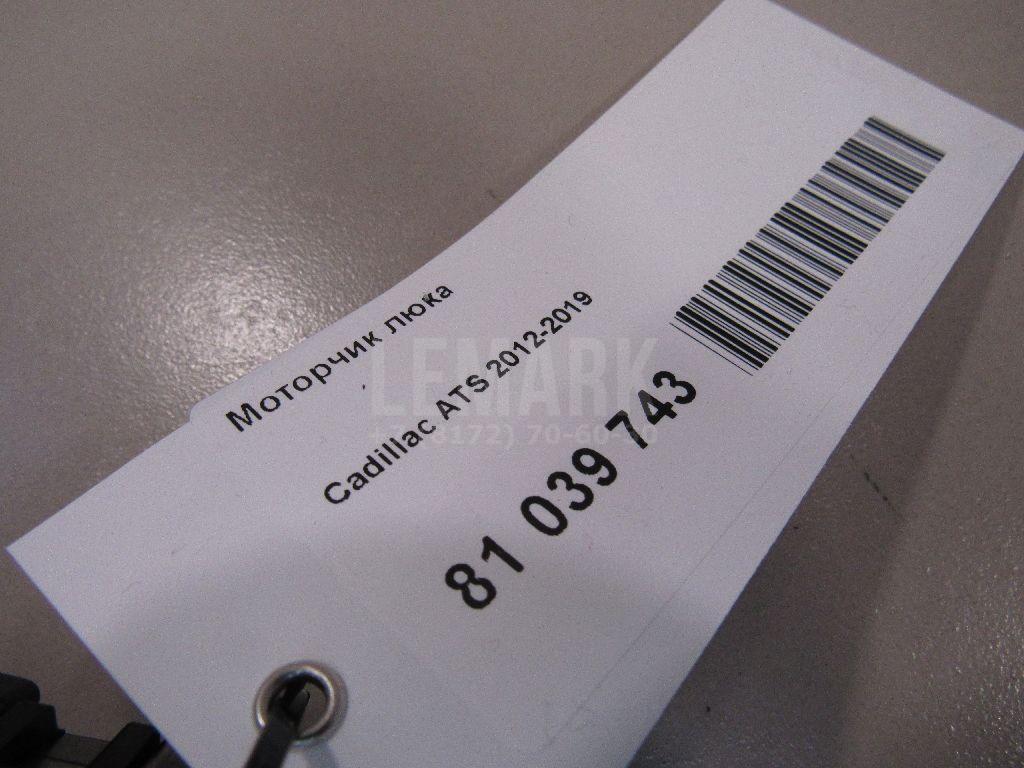 Моторчик люка
Cadillac ATS 2012-2019
81 039 743
LEMARK